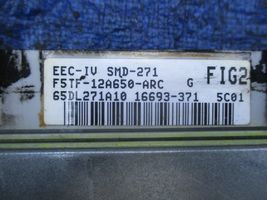 EEC-IV SMD-271
F5TF-12A650-ARC G FIG2
65DL271A10 16693-371 5C01